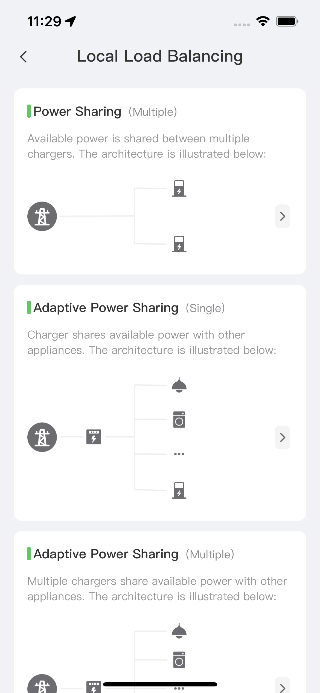 11:29
Local Load Balancing
Power Sharing (Multiple)
Available power is shared between multiple
chargers. The architecture is illustrated below:
Adaptive Power Sharing (Single)
Charger shares available power with other
appliances. The architecture is illustrated below:
Adaptive Power Sharing (Multiple)
Multiple chargers share available power with other
appliances. The architecture is illustrated below: